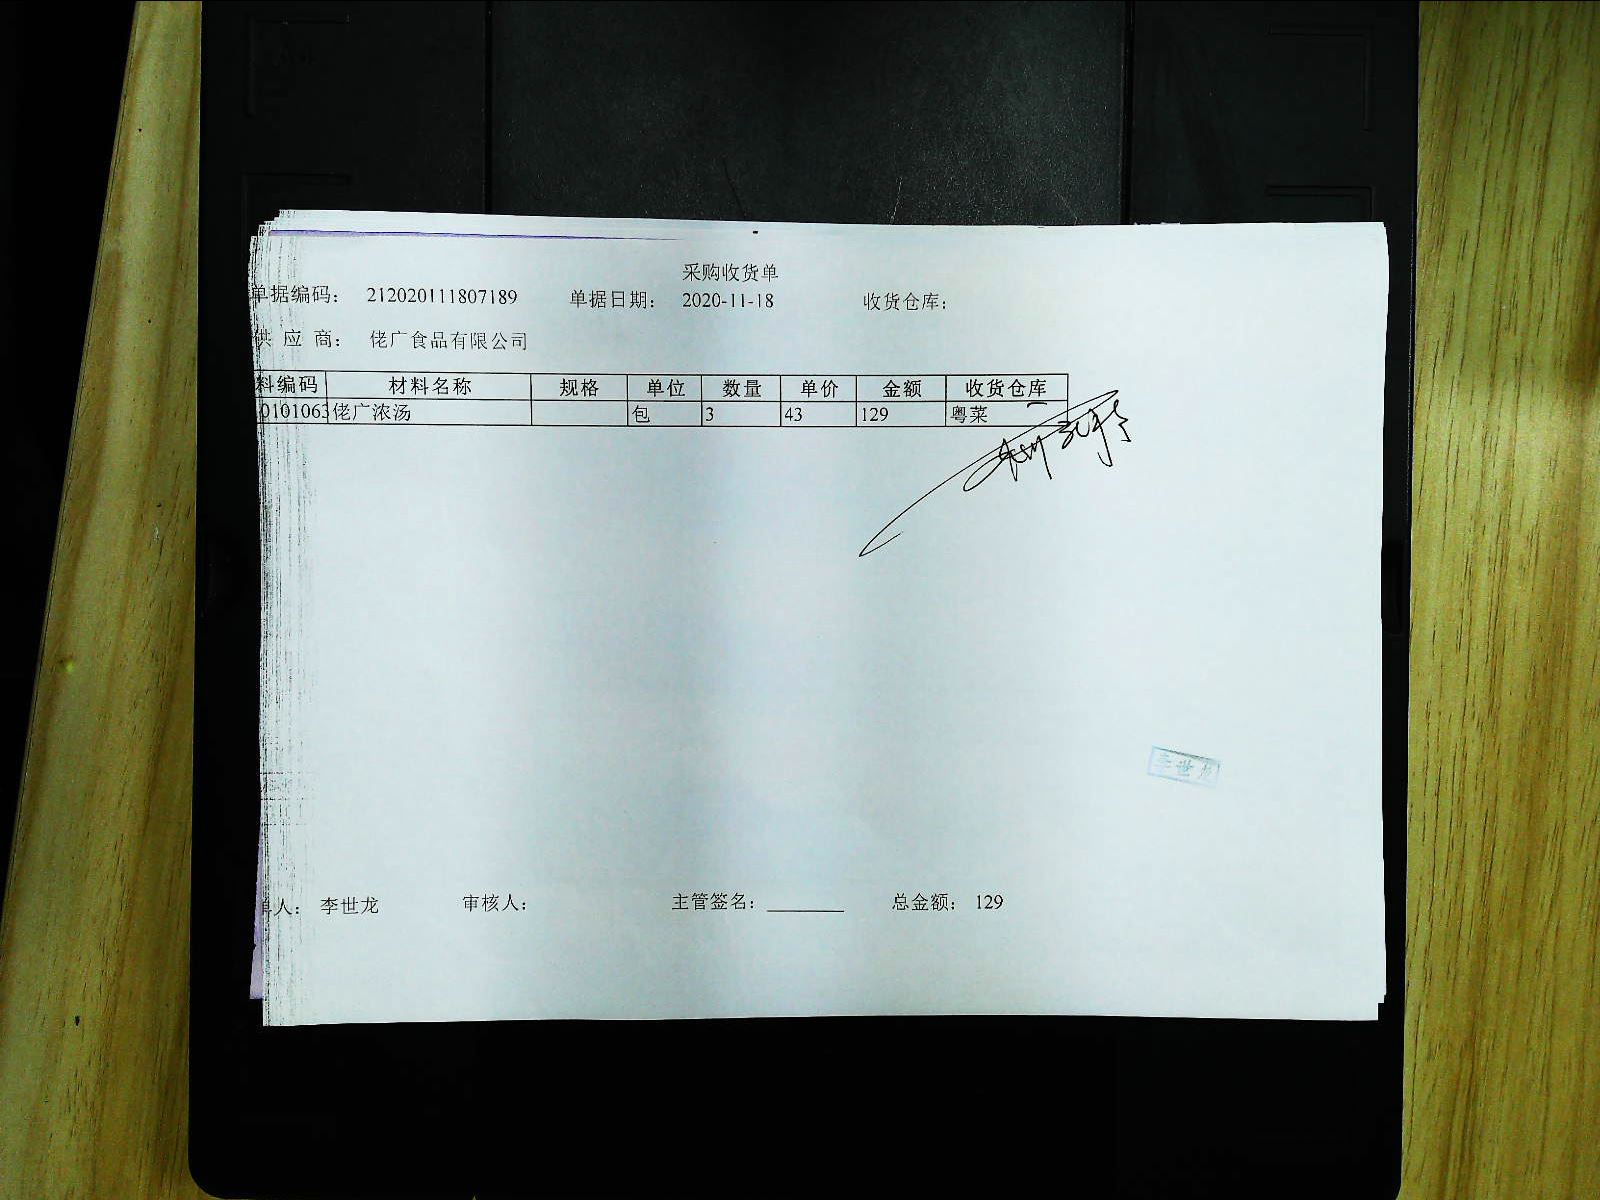 采购收货单
单据编码： 212020111807189 单据日期： 2020-11-18 收货仓库：
供 应 商： 佬广食品有限公司
料编码 材料名称 规格 单位 数量 单价 金额 收货仓库
0101063 佬广浓汤 包 3 43 129 粤菜
李世龙
单人： 李世龙 审核人： 主管签名： 总金额： 129